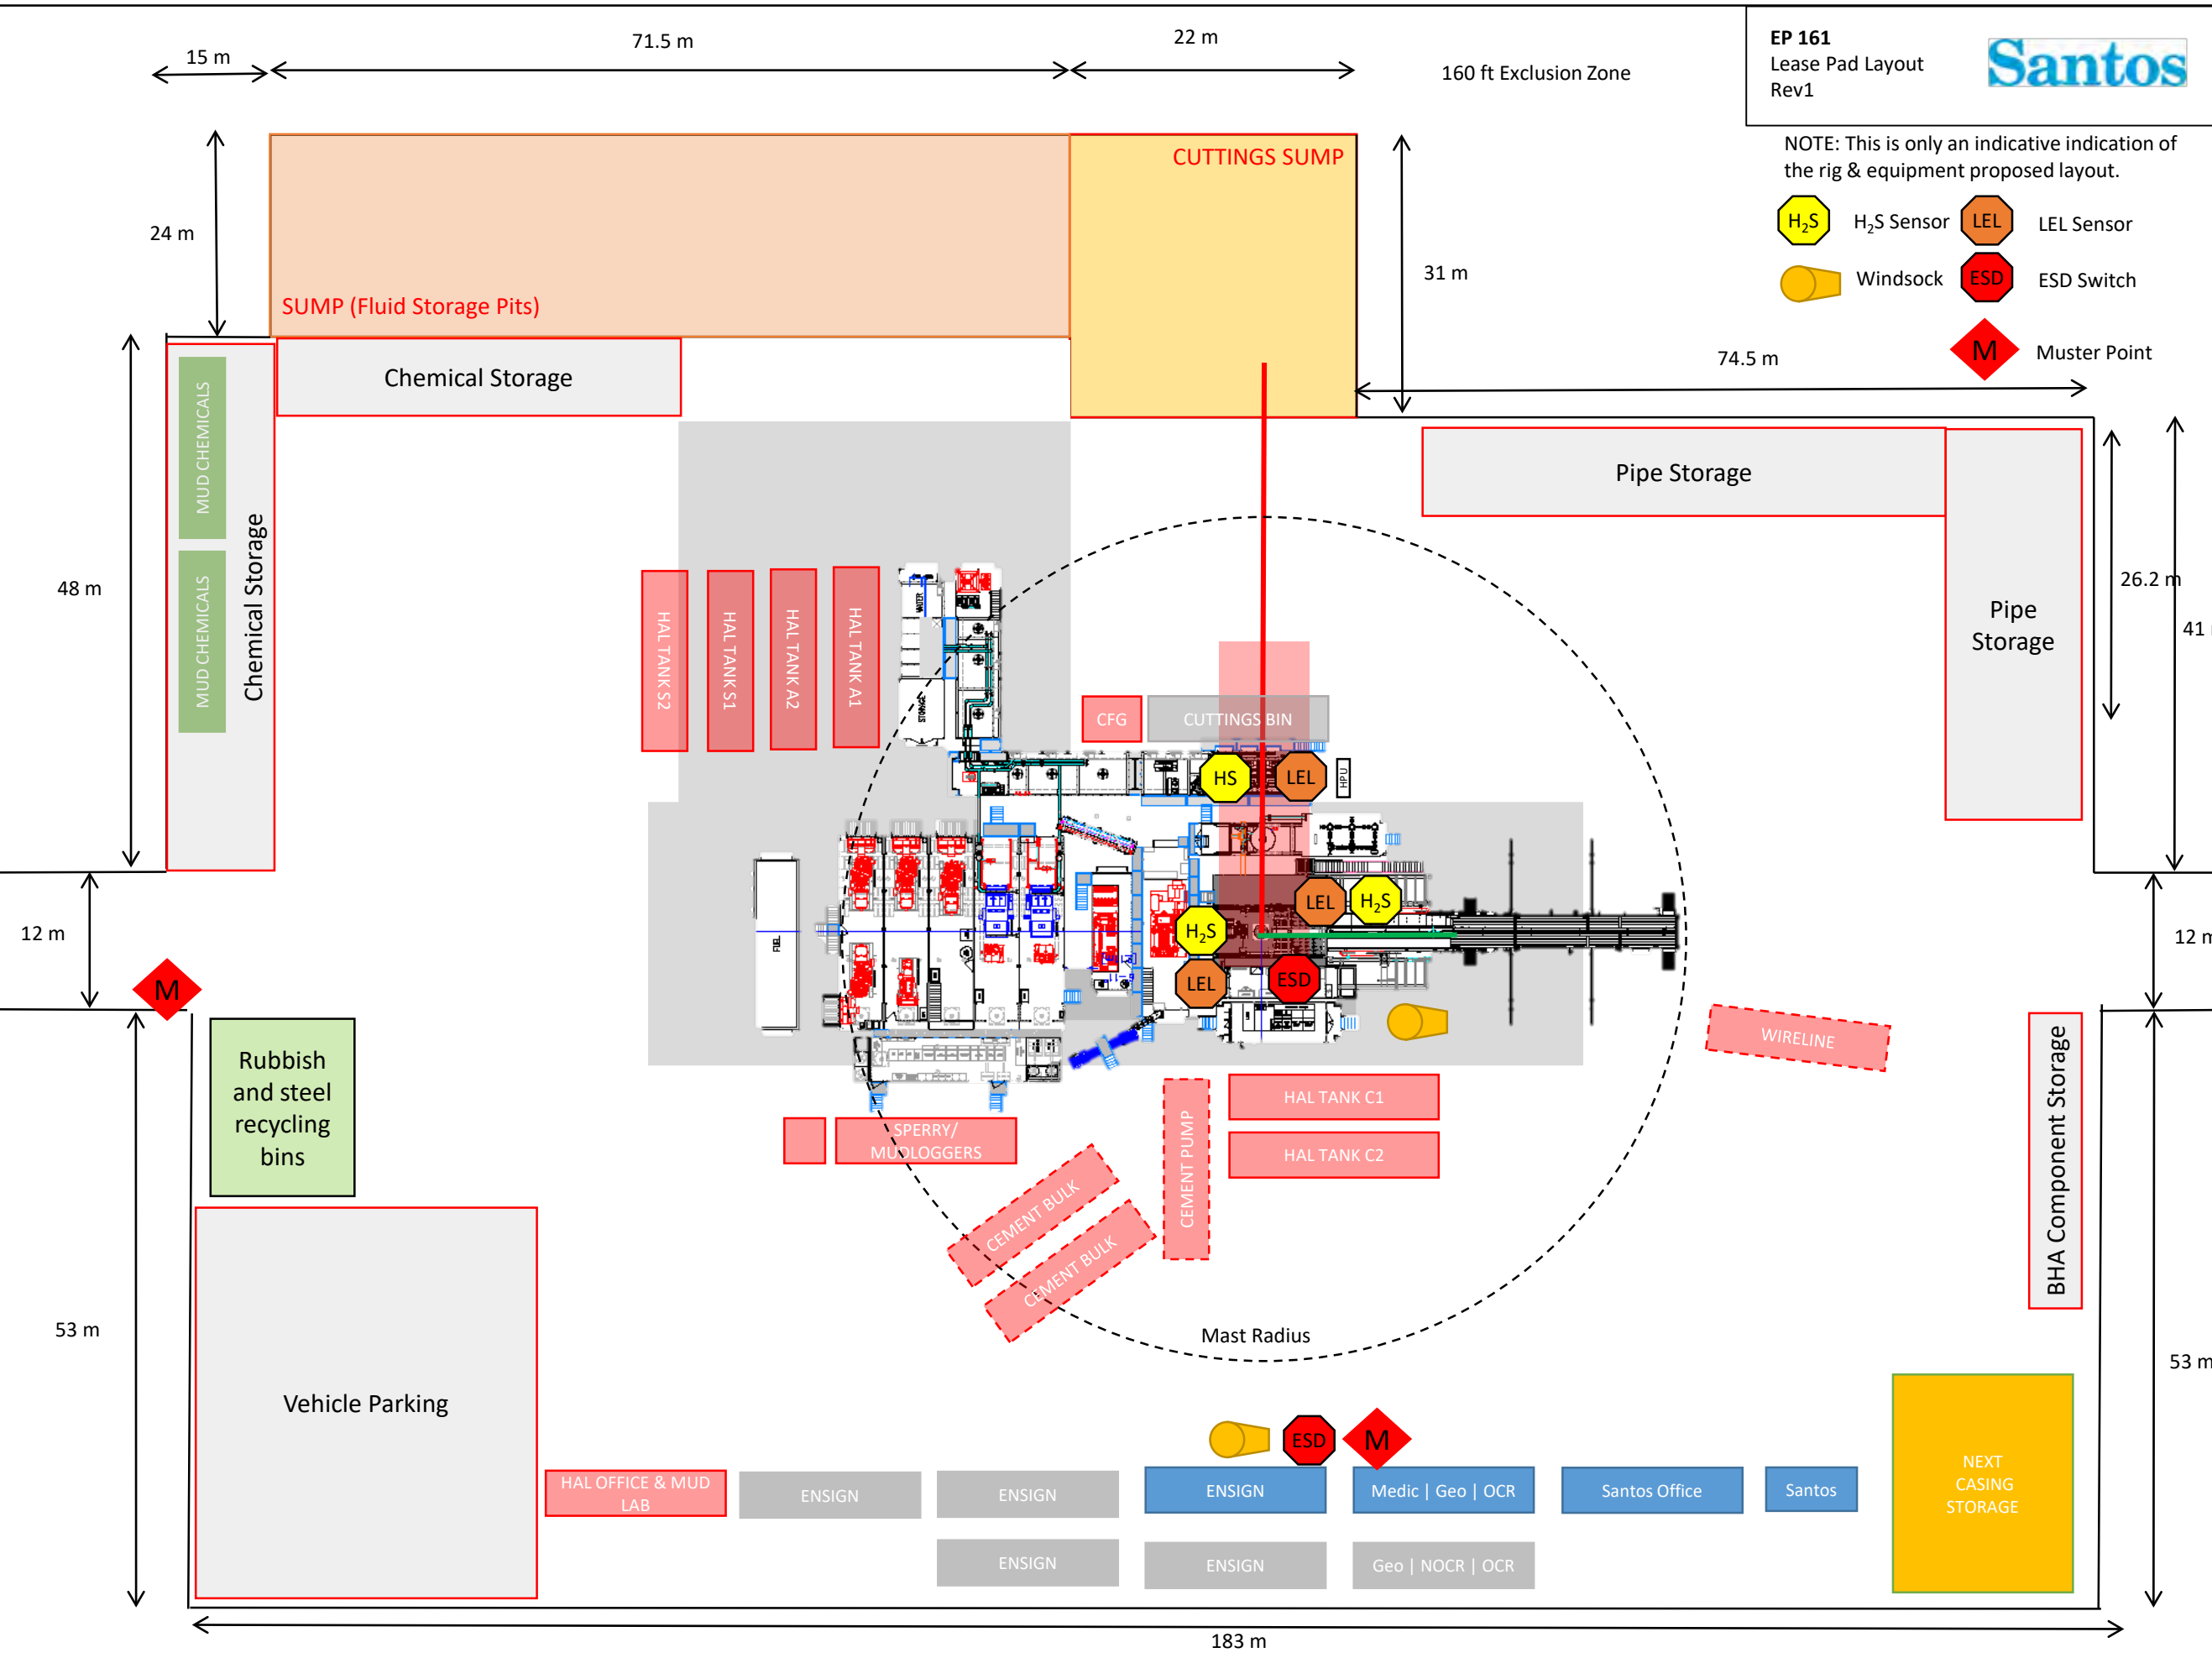 15 m
71.5 m
22 m
160 ft Exclusion Zone
EP 161
Lease Pad Layout
Rev1
Santos
NOTE: This is only an indicative indication of
the rig & equipment proposed layout.
H₂S
H₂S Sensor
LEL
LEL Sensor
Windsock
ESD
ESD Switch
M
Muster Point
CUTTINGS SUMP
24 m
SUMP (Fluid Storage Pits)
31 m
74.5 m
Chemical Storage
MUD CHEMICALS
MUD CHEMICALS
Chemical Storage
48 m
Pipe Storage
Pipe
Storage
26.2 m
41
HAL TANK S2
HAL TANK S1
HAL TANK A2
HAL TANK A1
WATER
STORAGE
CFG
CUTTINGS BIN
HS
LEL
HPU
LEL
H₂S
H₂S
LEL
ESD
FUEL
12 m
12 m
M
WIRELINE
Rubbish
and steel
recycling
bins
SPERRY/
MUDLOGGERS
CEMENT BULK
CEMENT BULK
CEMENT PUMP
HAL TANK C1
HAL TANK C2
BHA Component Storage
Mast Radius
53 m
53 m
Vehicle Parking
ESD
M
HAL OFFICE & MUD
LAB
ENSIGN
ENSIGN
ENSIGN
Medic | Geo | OCR
Santos Office
Santos
NEXT
CASING
STORAGE
ENSIGN
ENSIGN
Geo | NOCR | OCR
183 m